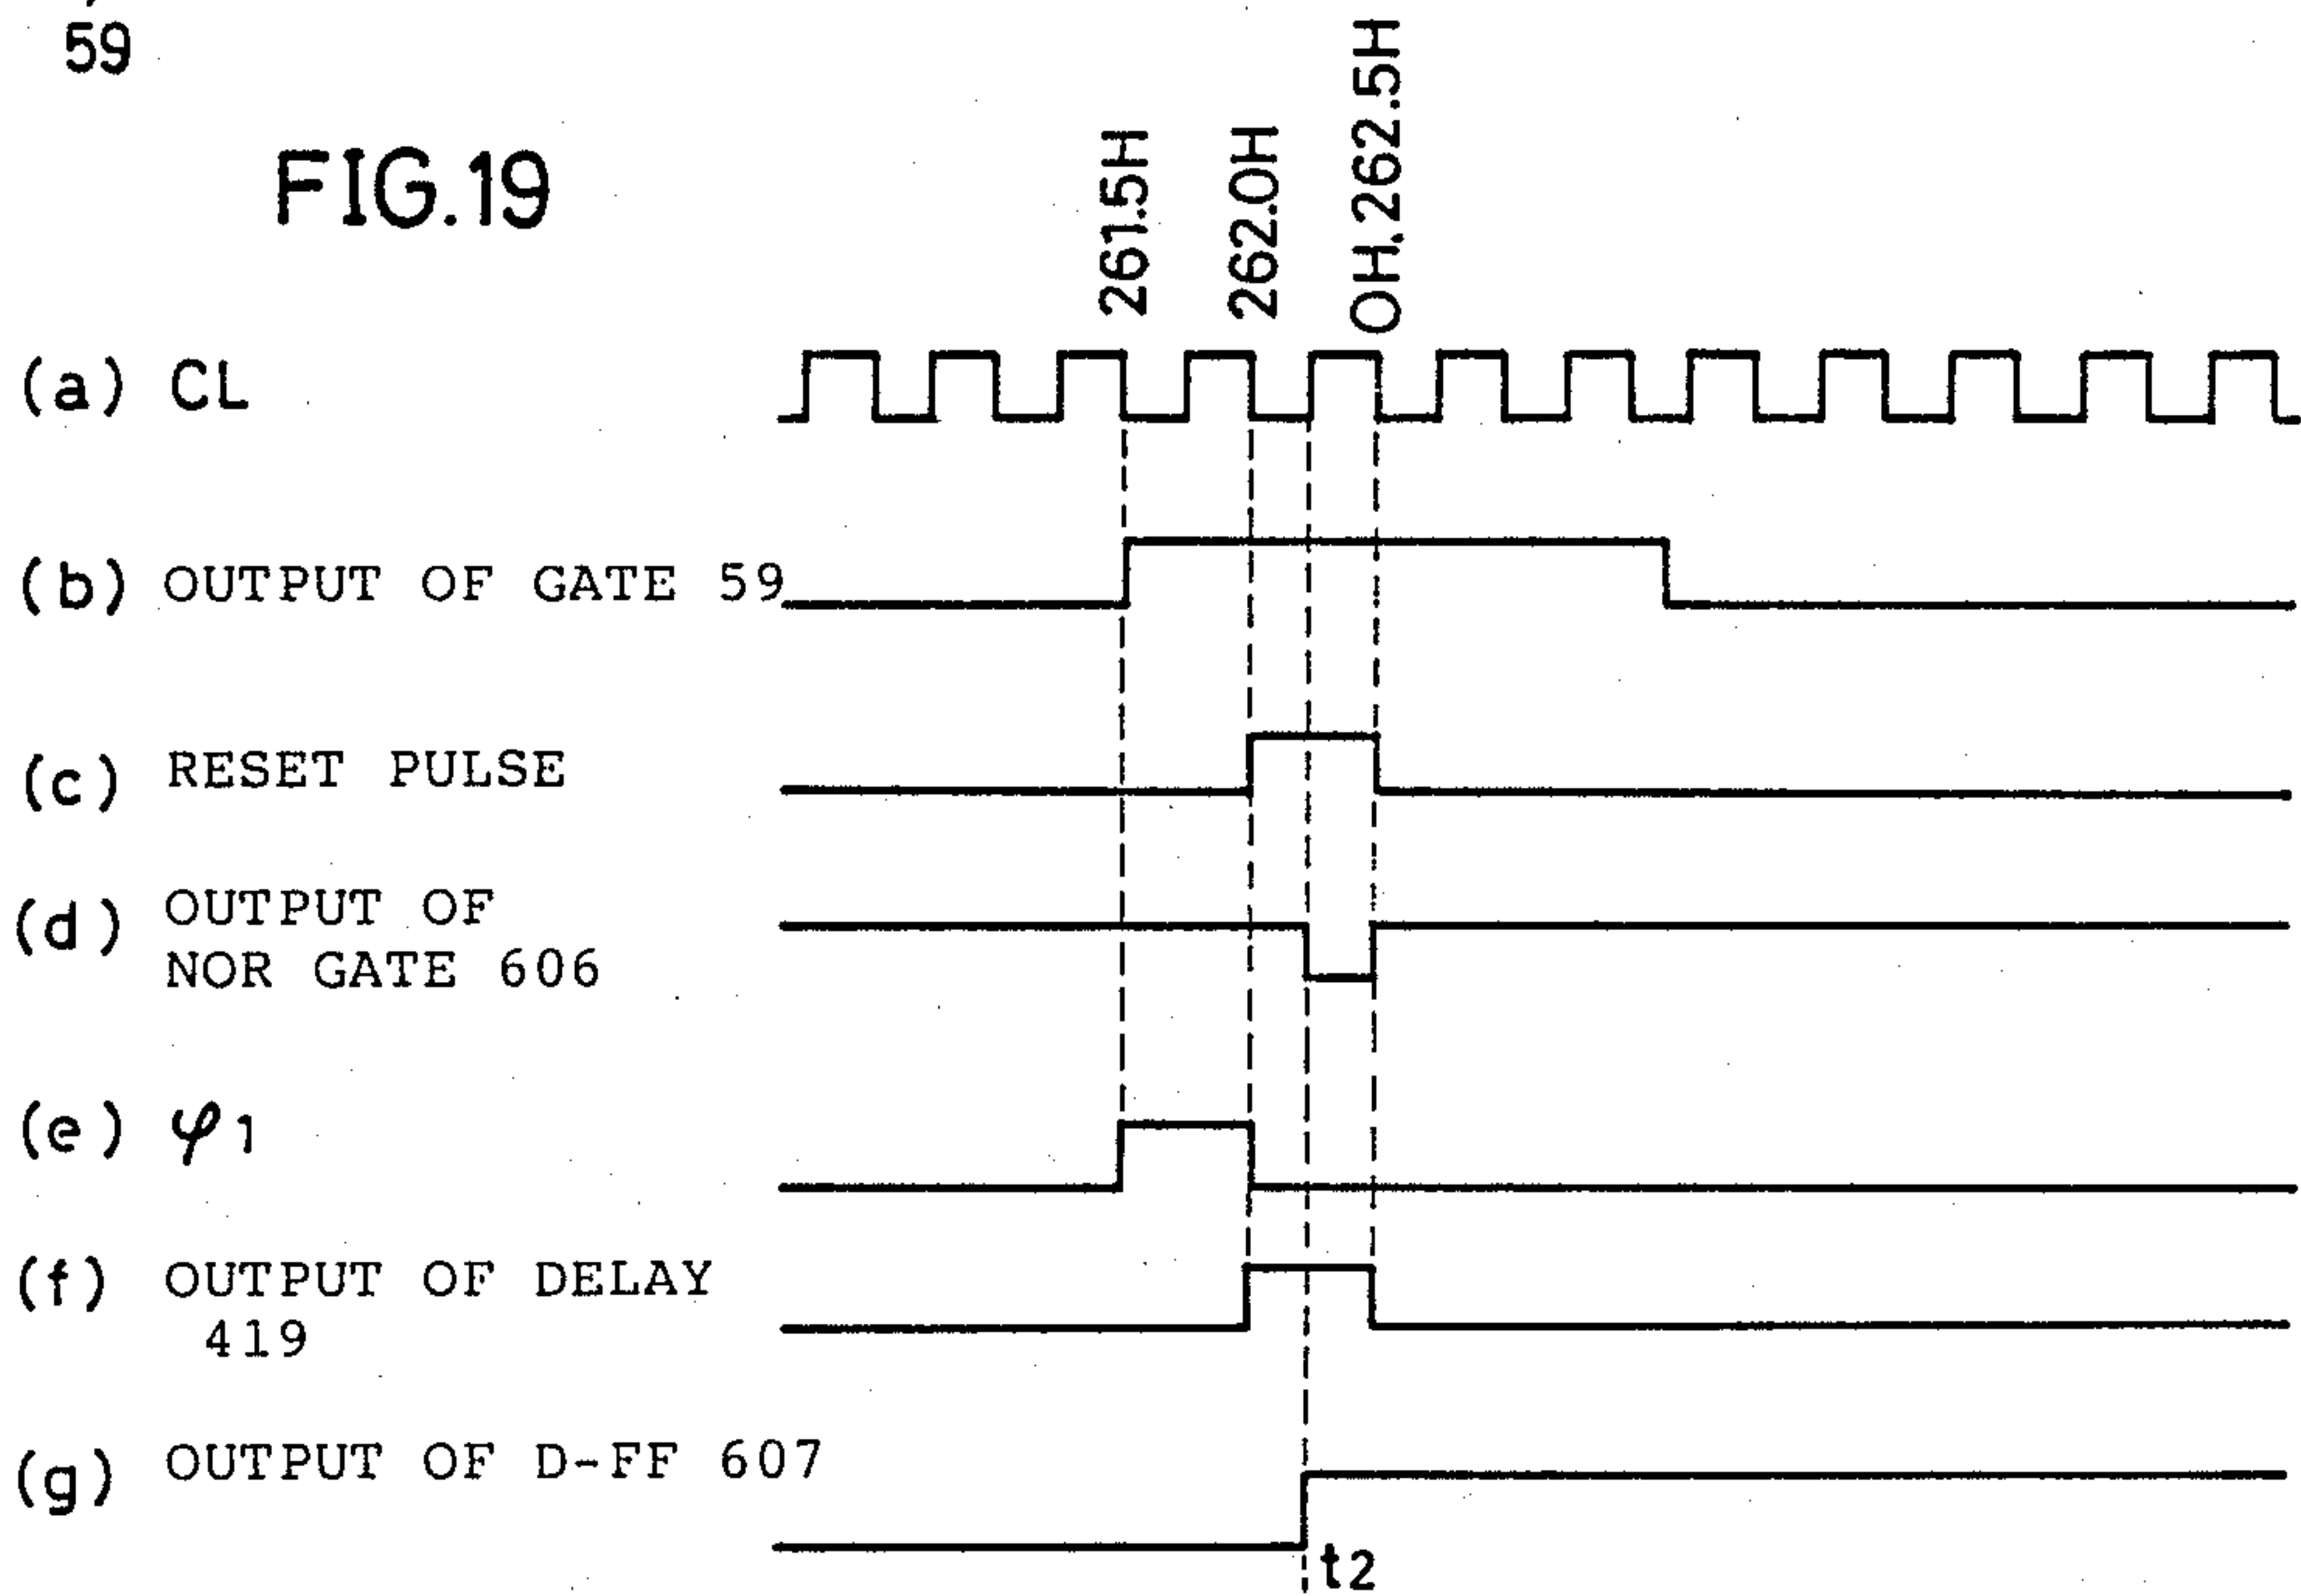 59
FIG.19
261.5H
262.0H
0H,262.5H
(a) CL
(b) OUTPUT OF GATE 59
(c) RESET PULSE
(d) OUTPUT OF
NOR GATE 606
(e) φ1
(f) OUTPUT OF DELAY
419
(g) OUTPUT OF D-FF 607
t2